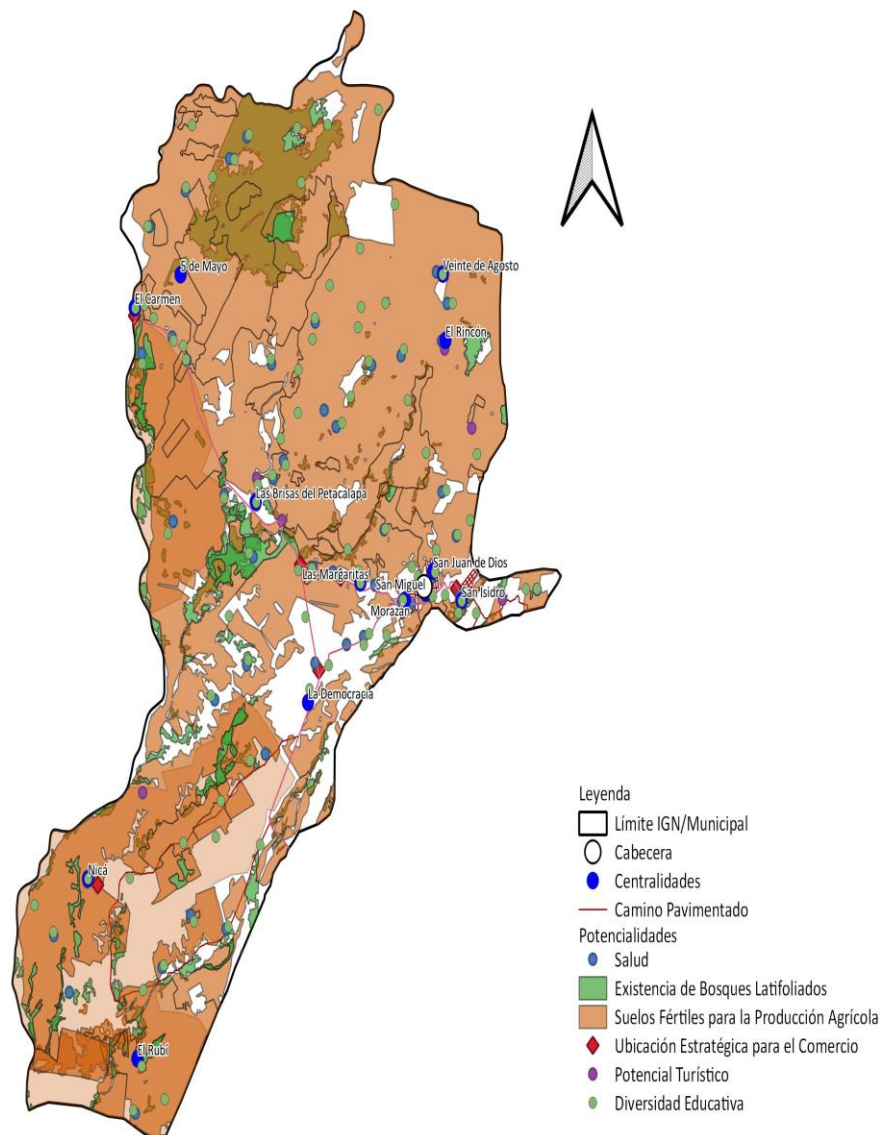 5 de Mayo
Veinte de Agosto
El Carmen
El Rincón
Las Brisas del Petacalapa
San Juan de Dios
Las Margaritas
San Miguel
San Isidro
Morazán
La Democracia
Nicá
El Rubí
Leyenda
Límite IGN/Municipal
Cabecera
Centralidades
Camino Pavimentado
Potencialidades
Salud
Existencia de Bosques Latifoliados
Suelos Fértiles para la Producción Agrícola
Ubicación Estratégica para el Comercio
Potencial Turístico
Diversidad Educativa